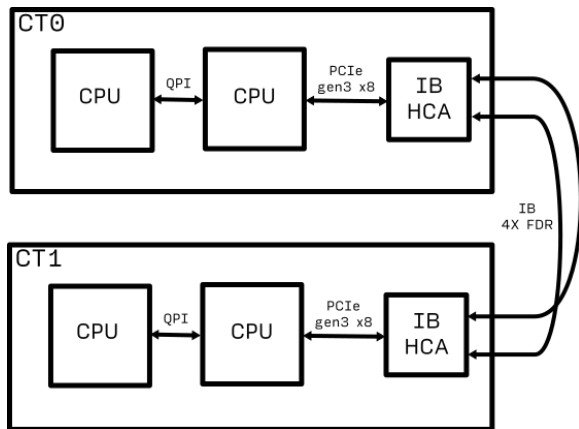 CT0
CPU
QPI
CPU
PCIe
gen3 x8
IB
HCA
IB
4X FDR
CT1
CPU
QPI
CPU
PCIe
gen3 x8
IB
HCA